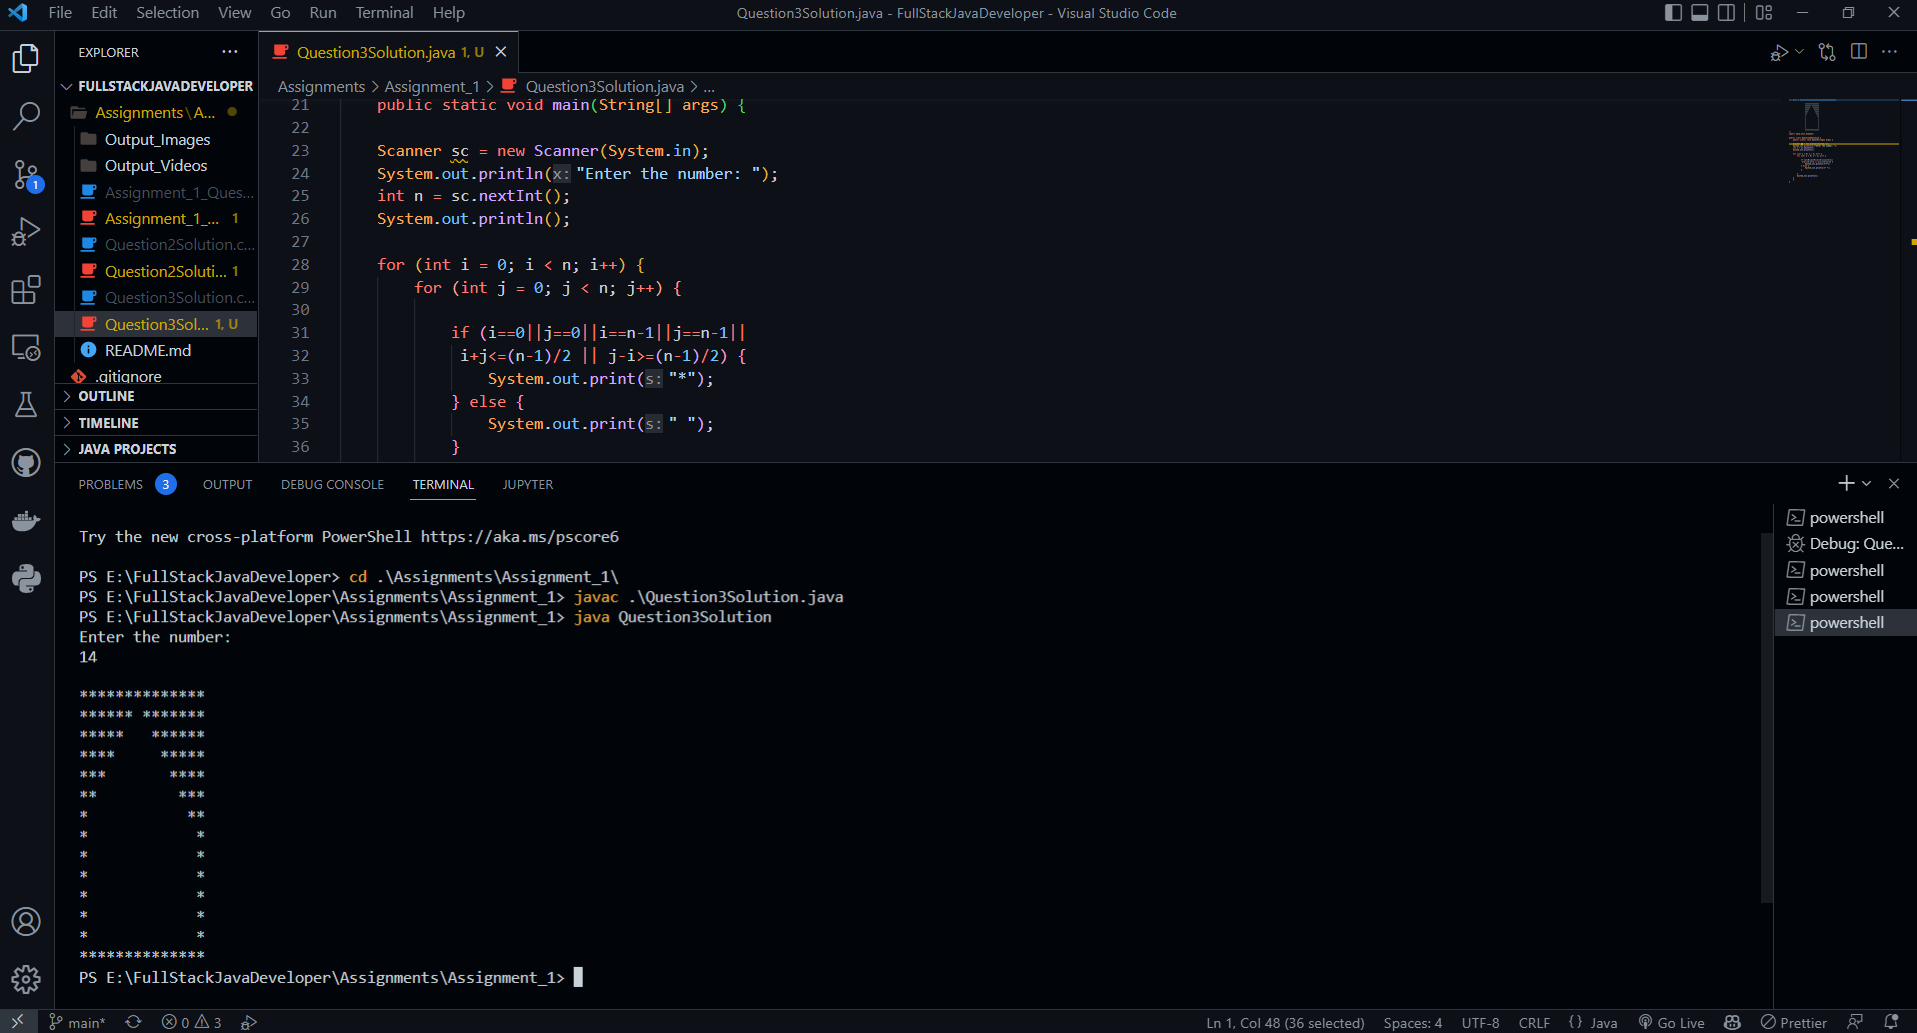 File Edit Selection View Go Run Terminal Help
Question3Solution.java - FullStackJavaDeveloper - Visual Studio Code
EXPLORER ···
FULLSTACKJAVADEVELOPER
Assignments\A...
Output_Images
Output_Videos
Assignment_1_Ques...
Assignment_1_... 1
Question2Solution.c...
Question2Soluti... 1
Question3Solution.c...
Question3Sol... 1, U
README.md
.gitignore
OUTLINE
TIMELINE
JAVA PROJECTS
1
Question3Solution.java 1, U
Assignments > Assignment_1 > Question3Solution.java > ...
21 public static void main(String[] args) {
22
23 Scanner sc = new Scanner(System.in);
24 System.out.println(x: "Enter the number: ");
25 int n = sc.nextInt();
26 System.out.println();
27
28 for (int i = 0; i < n; i++) {
29 for (int j = 0; j < n; j++) {
30
31 if (i==0||j==0||i==n-1||j==n-1||
32 i+j<=(n-1)/2 || j-i>=(n-1)/2) {
33 System.out.print(s: "*");
34 } else {
35 System.out.print(s: " ");
36 }
PROBLEMS 3 OUTPUT DEBUG CONSOLE TERMINAL JUPYTER
Try the new cross-platform PowerShell https://aka.ms/pscore6
PS E:\FullStackJavaDeveloper> cd .\Assignments\Assignment_1\
PS E:\FullStackJavaDeveloper\Assignments\Assignment_1> javac .\Question3Solution.java
PS E:\FullStackJavaDeveloper\Assignments\Assignment_1> java Question3Solution
Enter the number:
14
**************
****** *******
*****   ******
****     *****
***       ****
**         ***
*           **
*            *
*            *
*            *
*            *
*            *
*            *
**************
PS E:\FullStackJavaDeveloper\Assignments\Assignment_1>
powershell
Debug: Que...
powershell
powershell
powershell
main* 0 3
Ln 1, Col 48 (36 selected) Spaces: 4 UTF-8 CRLF {} Java Go Live Prettier